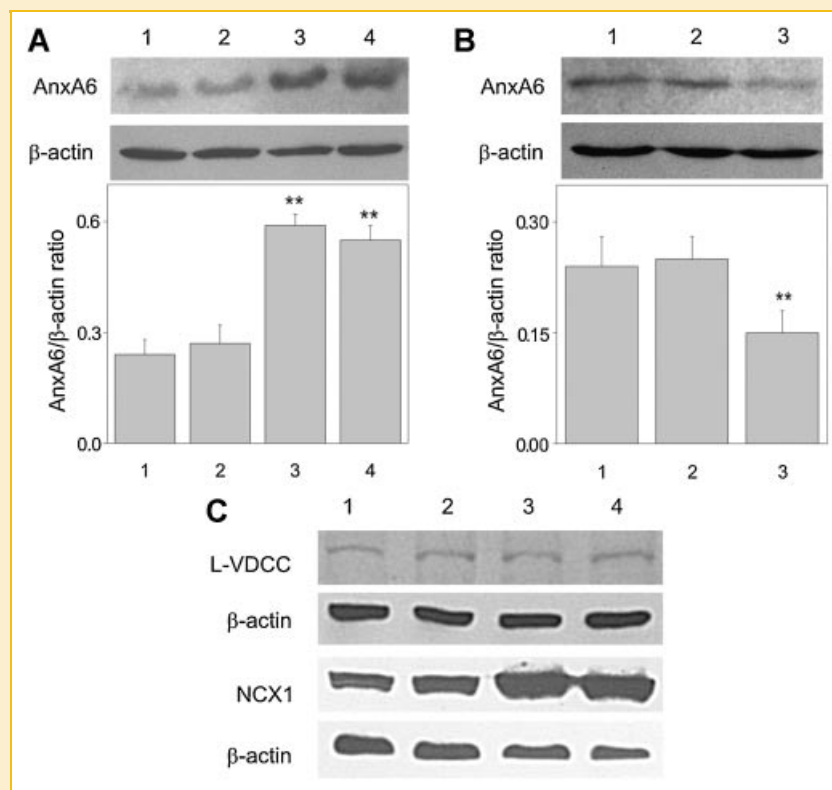 A
1 2 3 4
AnxA6
β-actin
AnxA6/β-actin ratio
0.6
0.3
0.0
** **
1 2 3 4
B
1 2 3
AnxA6
β-actin
AnxA6/β-actin ratio
0.30
0.15
0.00
**
1 2 3
C
1 2 3 4
L-VDCC
β-actin
NCX1
β-actin